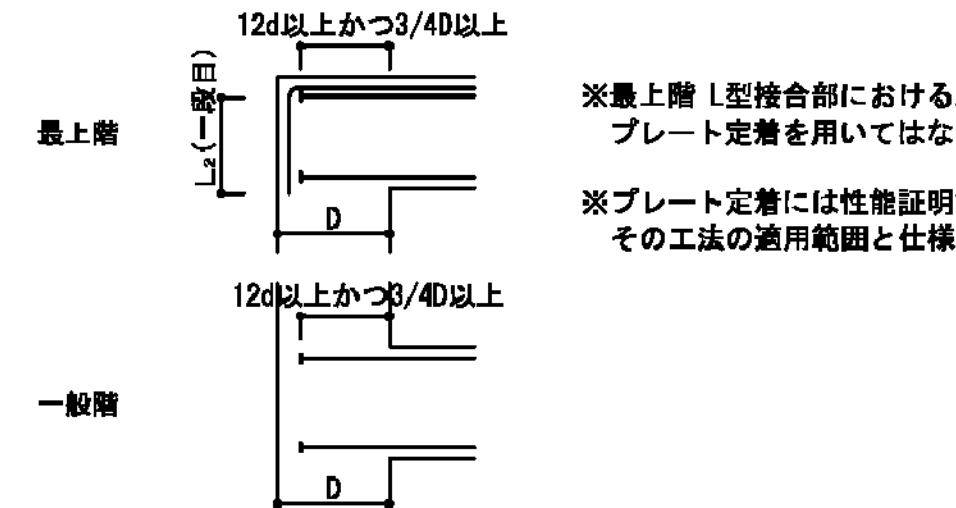 12d以上かつ3/4D以上
L₂(一段目)
最上階
D
※最上階 L型接合部における
プレート定着を用いてはな
※プレート定着には性能証明
その工法の適用範囲と仕様
12d以上かつ3/4D以上
一般階
D